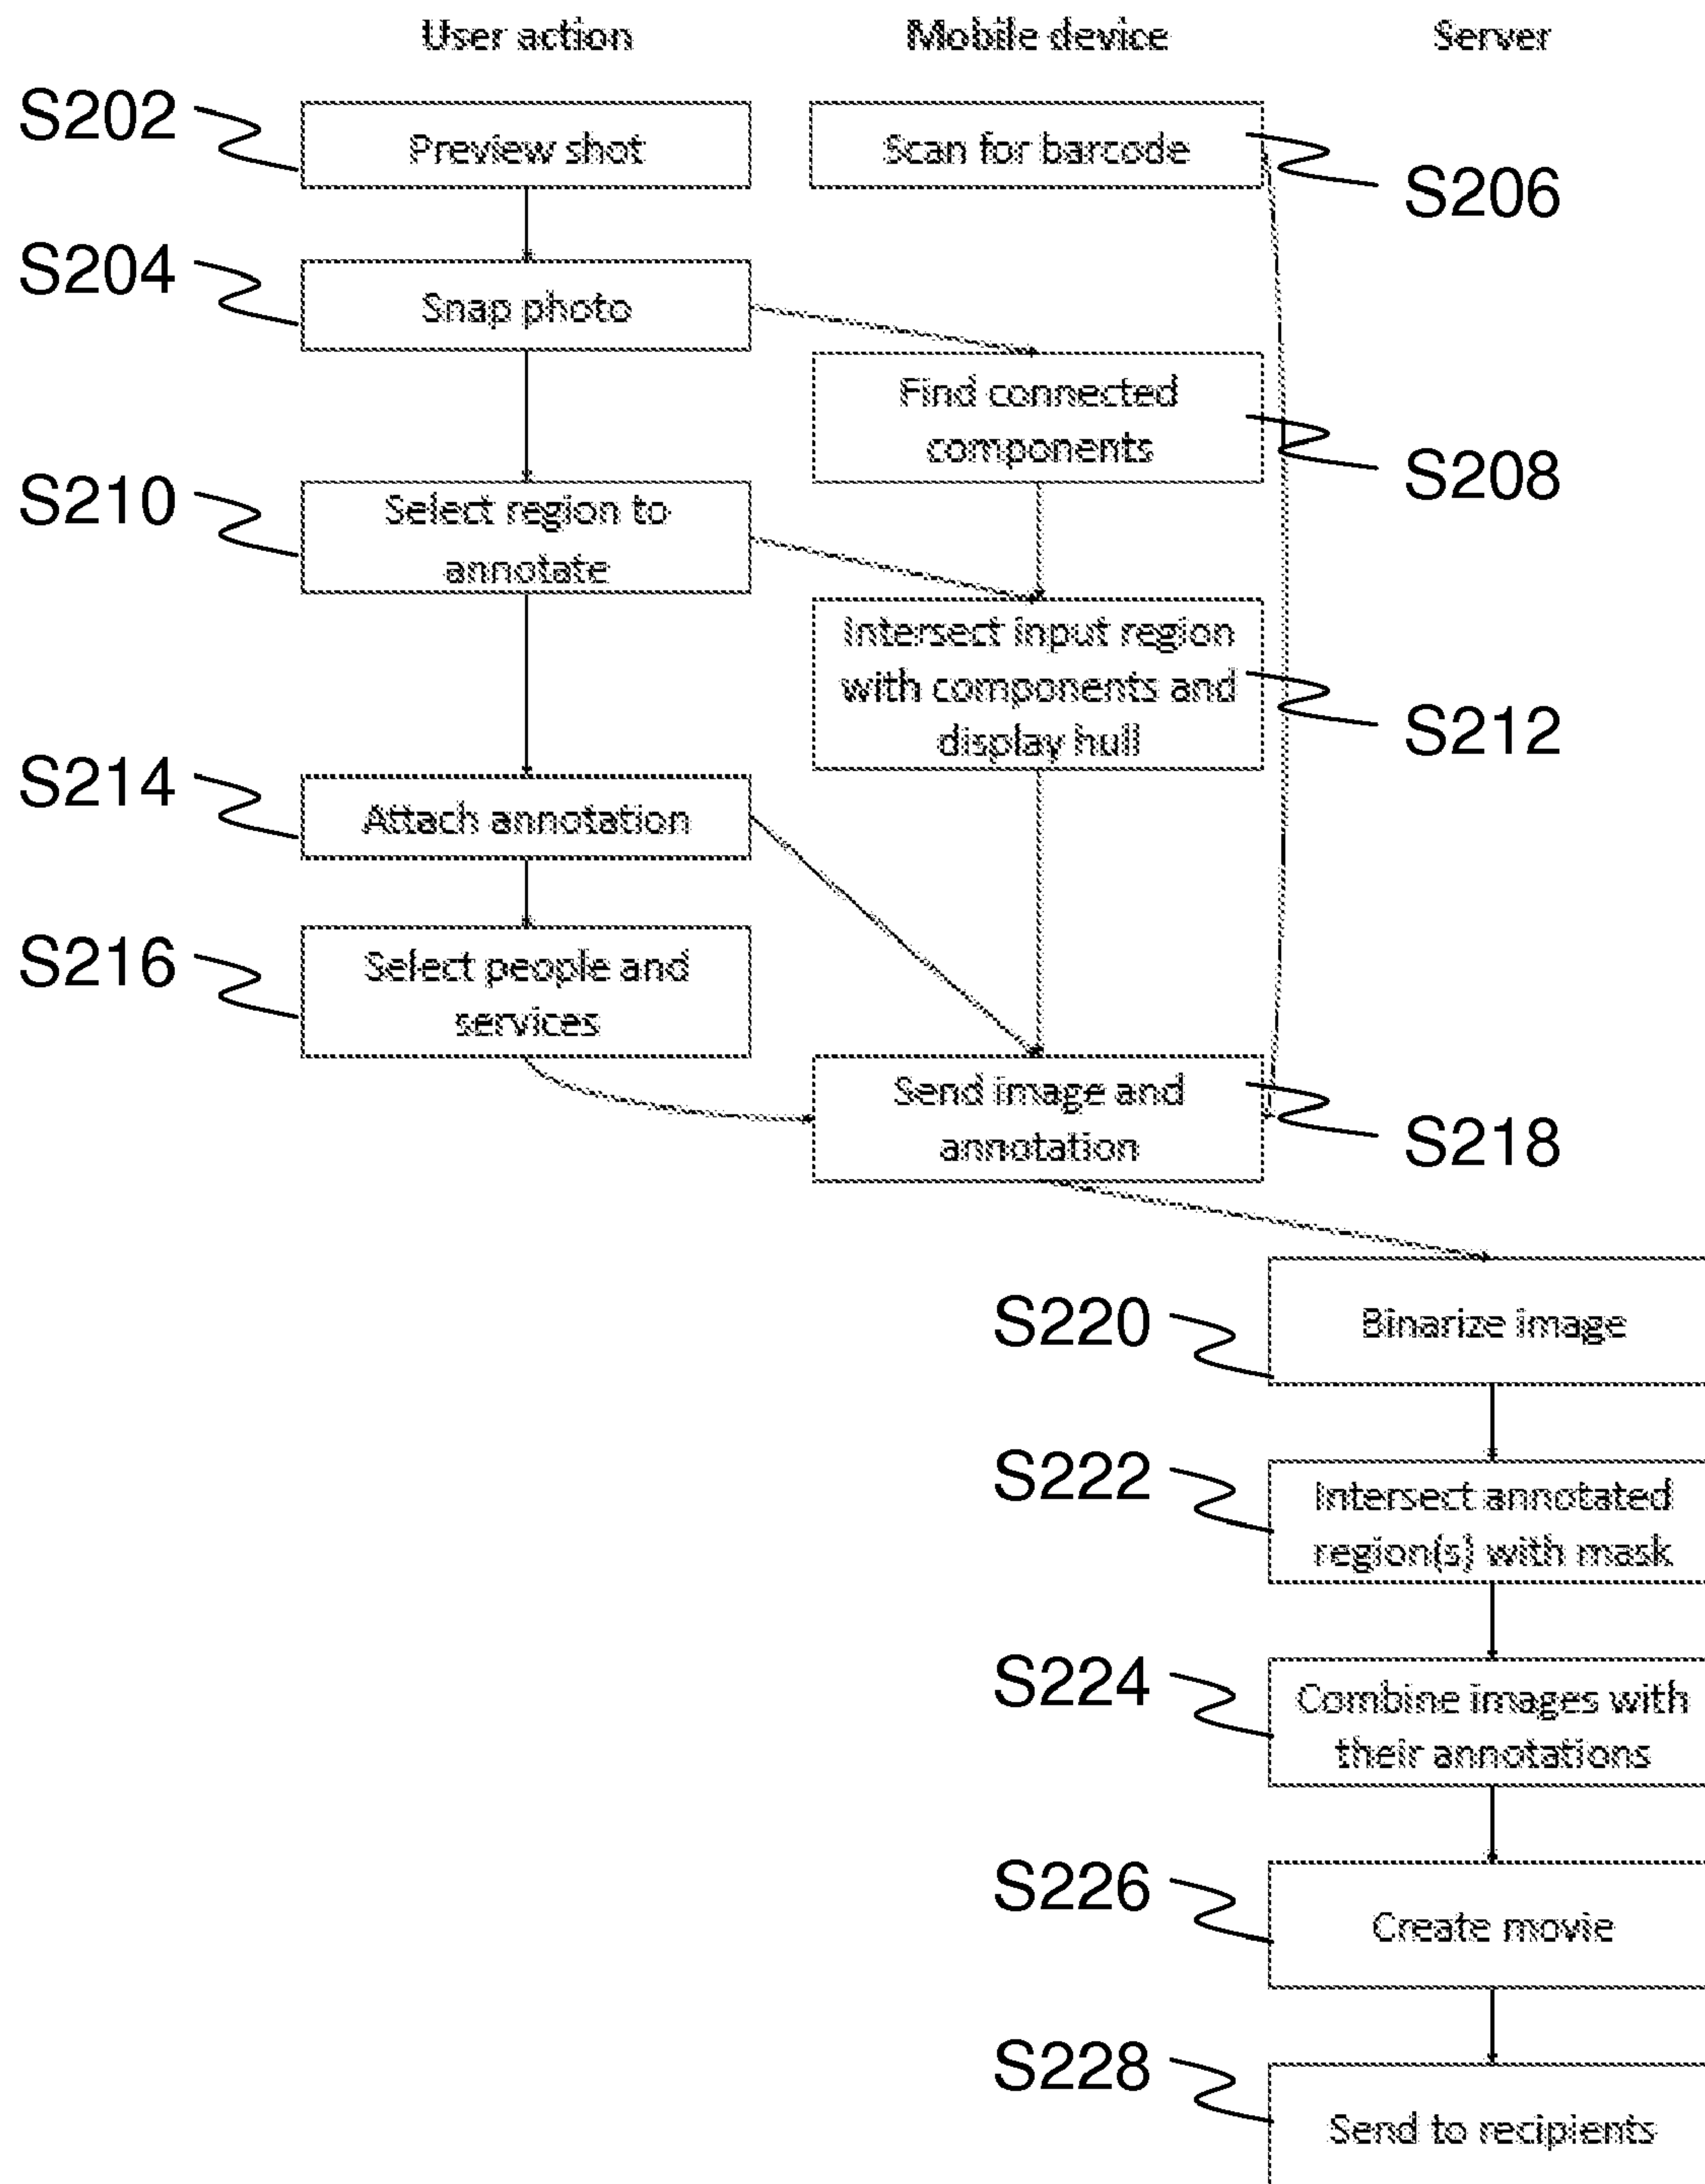 User action
Mobile device
Server
S202
Preview shot
Scan for barcode
S206
S204
Snap photo
Find connected
components
S208
S210
Select region to
annotate
Intersect input region
with components and
display hull
S212
S214
Attach annotation
S216
Select people and
services
Send image and
annotation
S218
S220
Binarize image
S222
Intersect annotated
region(s) with mask
S224
Combine images with
their annotations
S226
Create movie
S228
Send to recipients